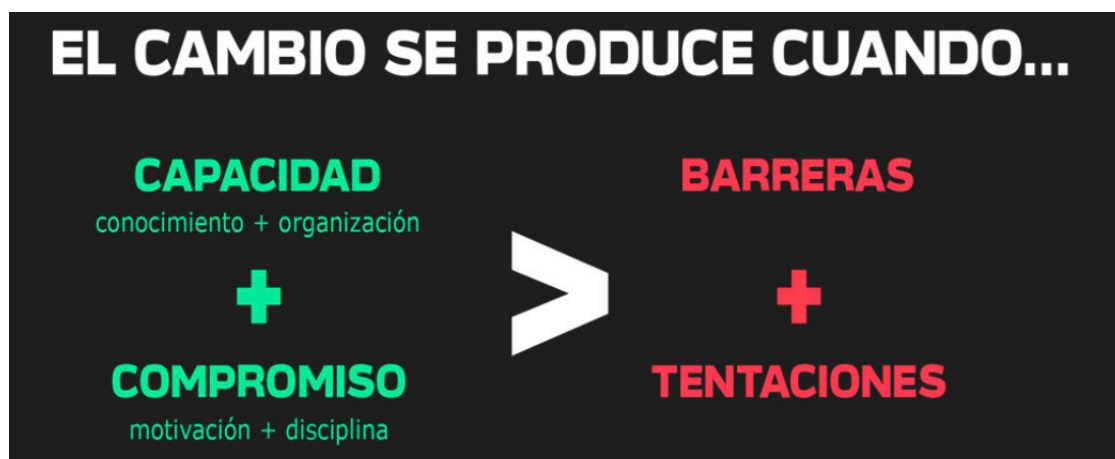 EL CAMBIO SE PRODUCE CUANDO...
CAPACIDAD
conocimiento + organización
+
COMPROMISO
motivación + disciplina
>
BARRERAS
+
TENTACIONES